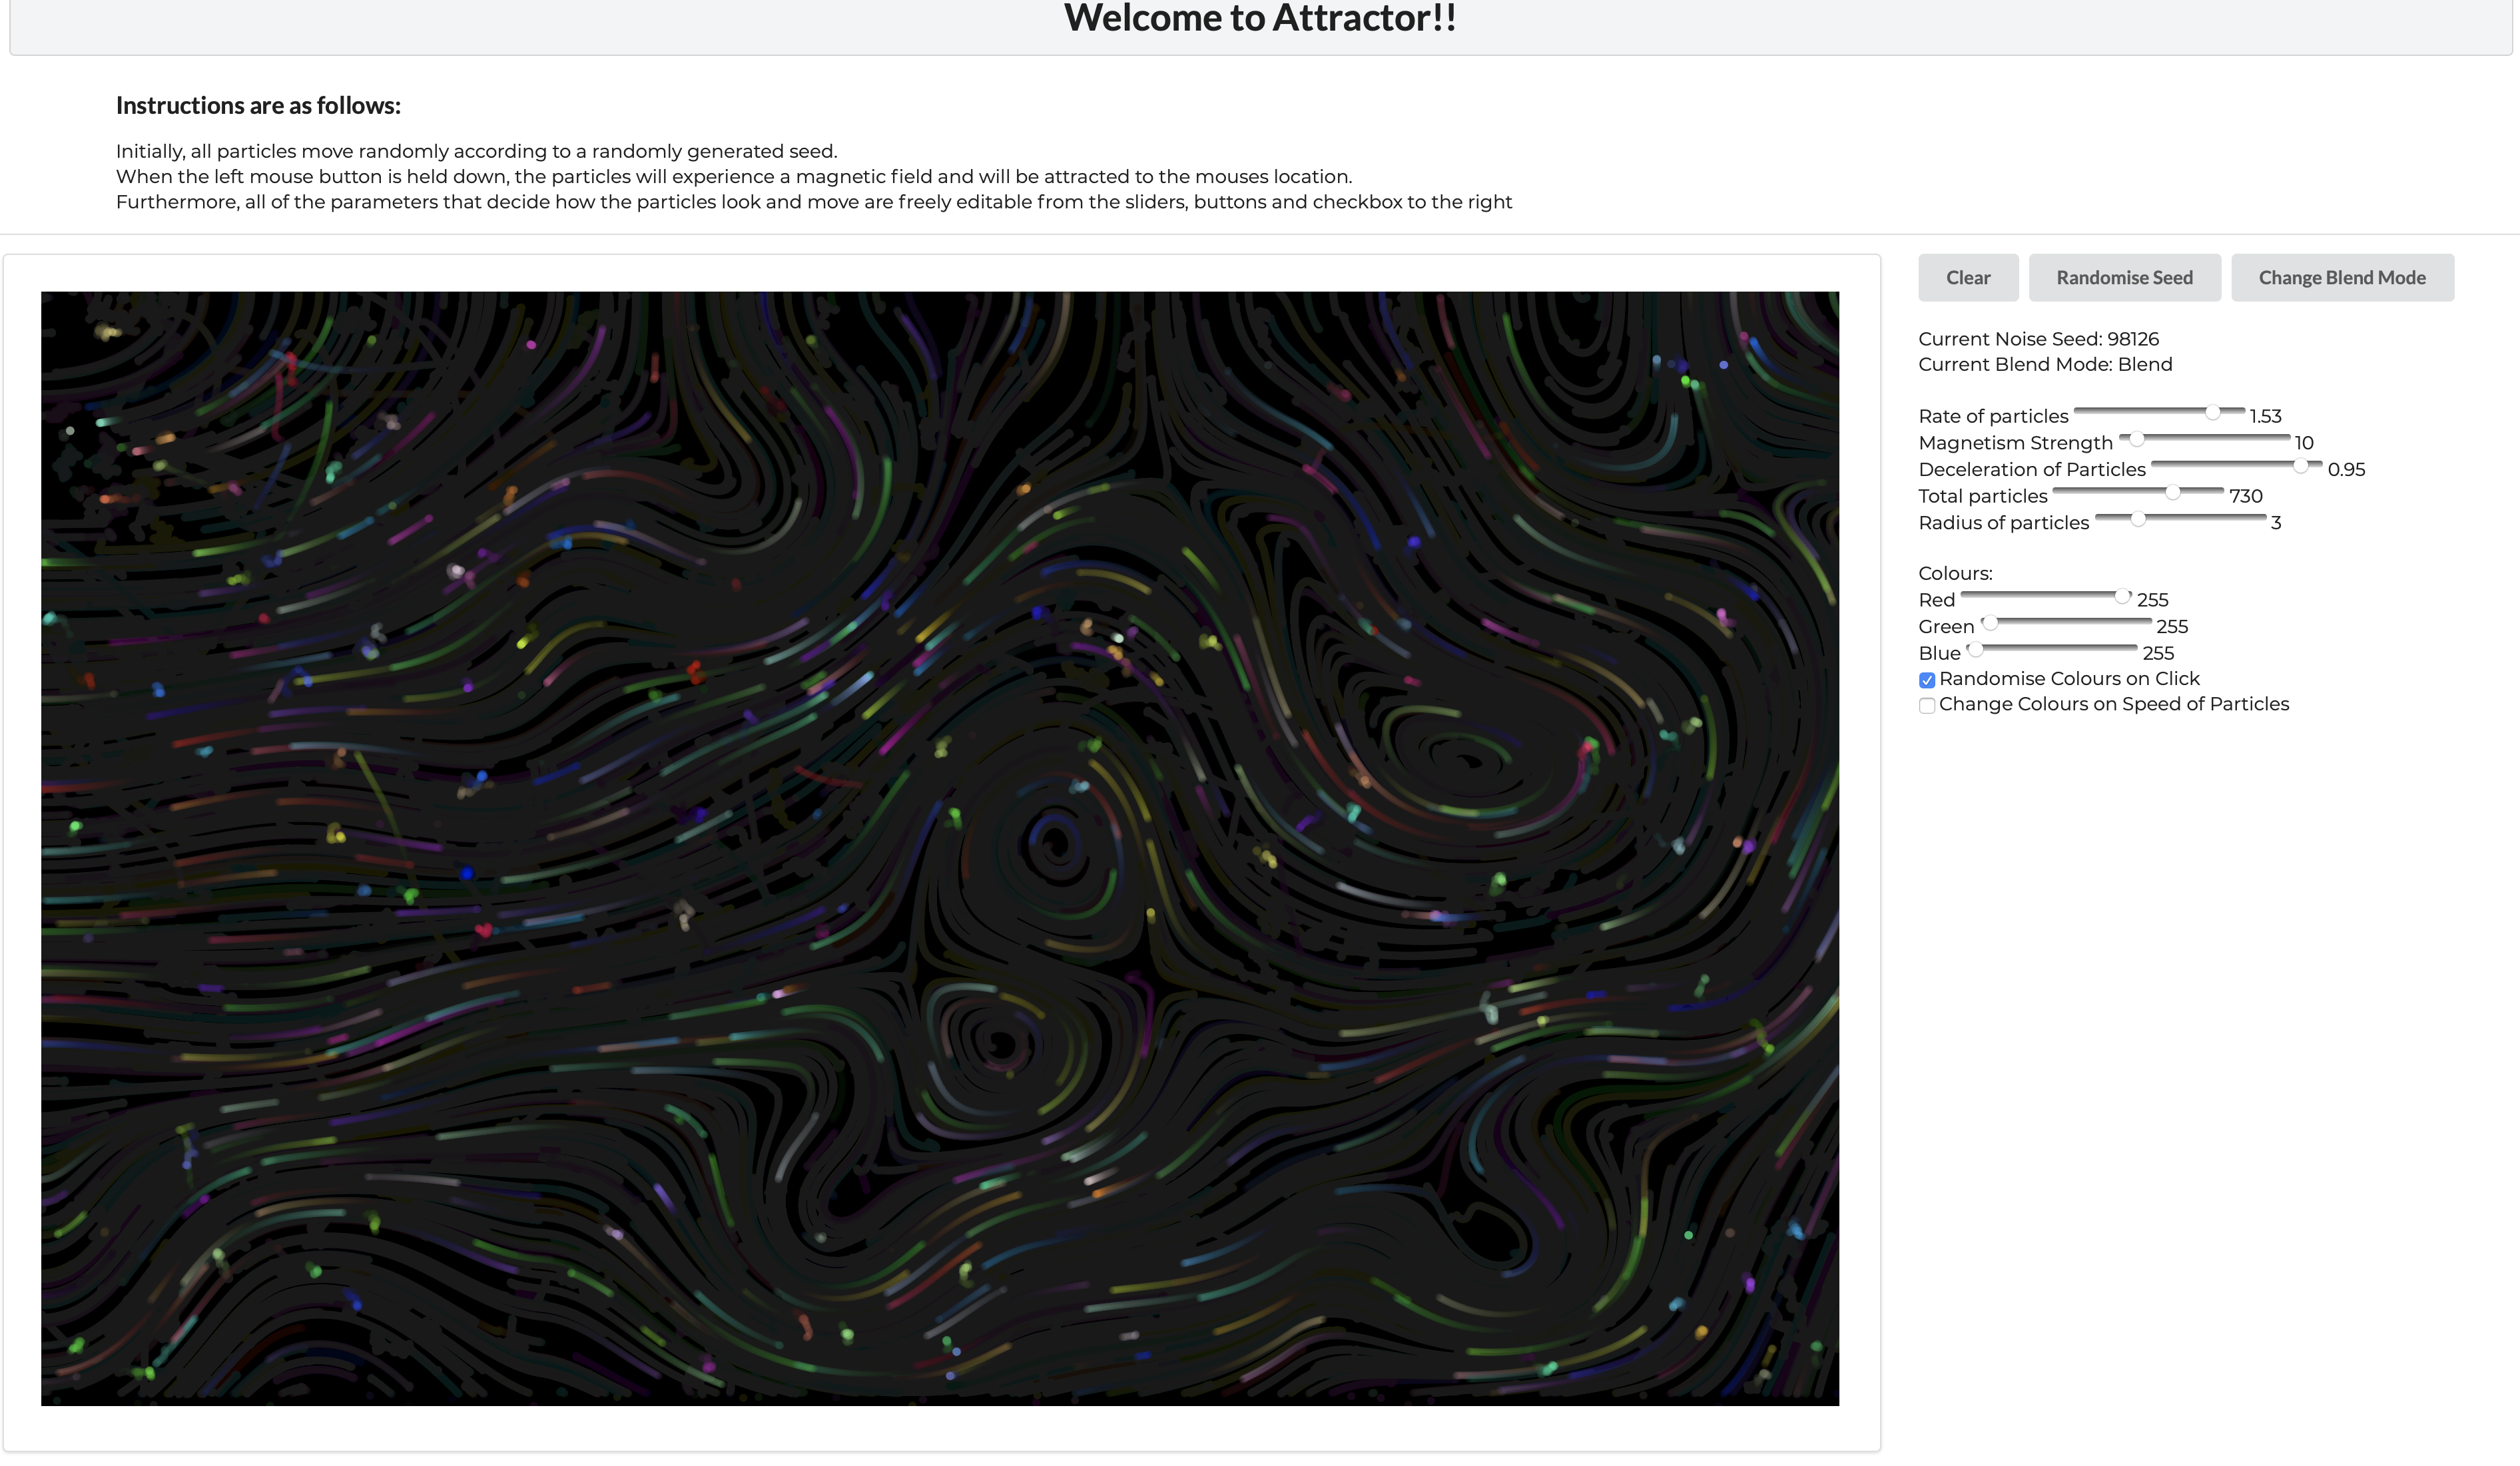 Welcome to Attractor!!
Instructions are as follows:
Initially, all particles move randomly according to a randomly generated seed.
When the left mouse button is held down, the particles will experience a magnetic field and will be attracted to the mouses location.
Furthermore, all of the parameters that decide how the particles look and move are freely editable from the sliders, buttons and checkbox to the right
Clear Randomise Seed Change Blend Mode
Current Noise Seed: 98126
Current Blend Mode: Blend
Rate of particles 1.53
Magnetism Strength 10
Deceleration of Particles 0.95
Total particles 730
Radius of particles 3
Colours:
Red 255
Green 255
Blue 255
Randomise Colours on Click
Change Colours on Speed of Particles